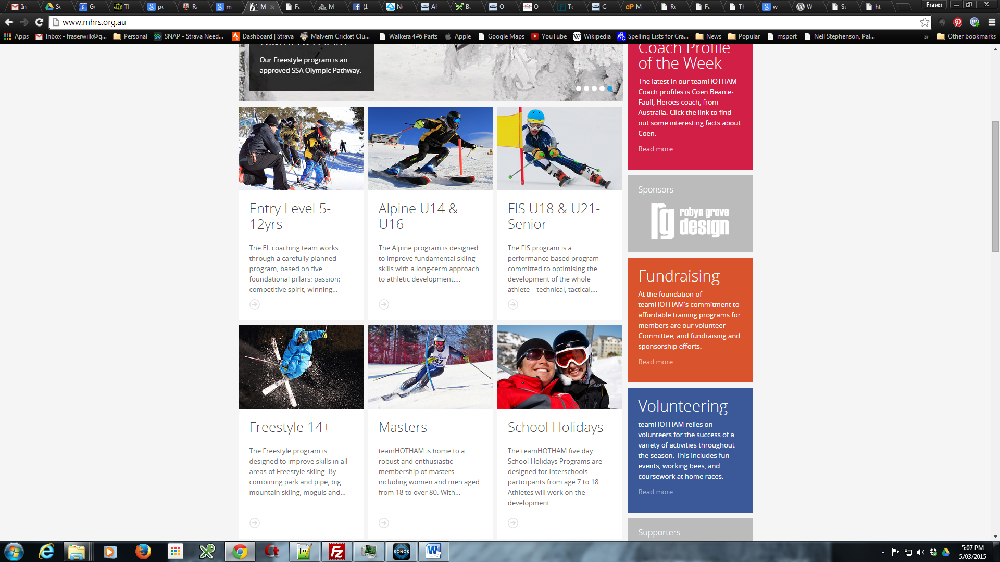 In
Sc
Gc
Tl
pe
Ra
m
M
Fa
M
(1
N
Al
Ba
O
O
Tc
C
M
Re
Fa
Tl
w
W
St
ht
Fraser
www.mhrs.org.au
Apps
Inbox - fraserwilk@g...
Personal
SNAP - Strava Need...
Dashboard | Strava
Malvern Cricket Clu...
Walkera 4#6 Parts
Apple
Google Maps
YouTube
Wikipedia
Spelling Lists for Gra...
News
Popular
msport
Nell Stephenson, Pal...
Other bookmarks
teamHOTHAM
Our Freestyle program is an
approved SSA Olympic Pathway.
Entry Level 5-
12yrs
The EL coaching team works
through a carefully planned
program, based on five
foundational pillars: passion;
competitive spirit; winning...
Alpine U14 &
U16
The Alpine program is designed
to improve fundamental skiing
skills with a long-term approach
to athletic development....
FIS U18 & U21-
Senior
The FIS program is a
performance based program
committed to optimising the
development of the whole
athlete – technical, tactical,...
Freestyle 14+
The Freestyle program is
designed to improve skills in all
areas of Freestyle skiing. By
combining park and pipe, big
mountain skiing, moguls and...
47
Masters
teamHOTHAM is home to a
robust and enthusiastic
membership of masters –
including women and men aged
from 18 to over 80. With...
School Holidays
The teamHOTHAM five day
School Holidays Programs are
designed for Interschools
participants from age 7 to 18.
Athletes will work on the
development...
Coach Profile
of the Week
The latest in our teamHOTHAM
Coach profiles is Coen Beanie-
Faull, Heroes coach, from
Australia. Click the link to find
out some interesting facts about
Coen.
Read more
Sponsors
rg robyn grove
design
Fundraising
At the foundation of
teamHOTHAM's commitment to
affordable training programs for
members are our volunteer
Committee, and fundraising and
sponsorship efforts.
Read more
Volunteering
teamHOTHAM relies on
volunteers for the success of a
variety of activities throughout
the season. This includes fun
events, working bees, and
coursework at home races.
Read more
Supporters
SONOS
5:07 PM
5/03/2015